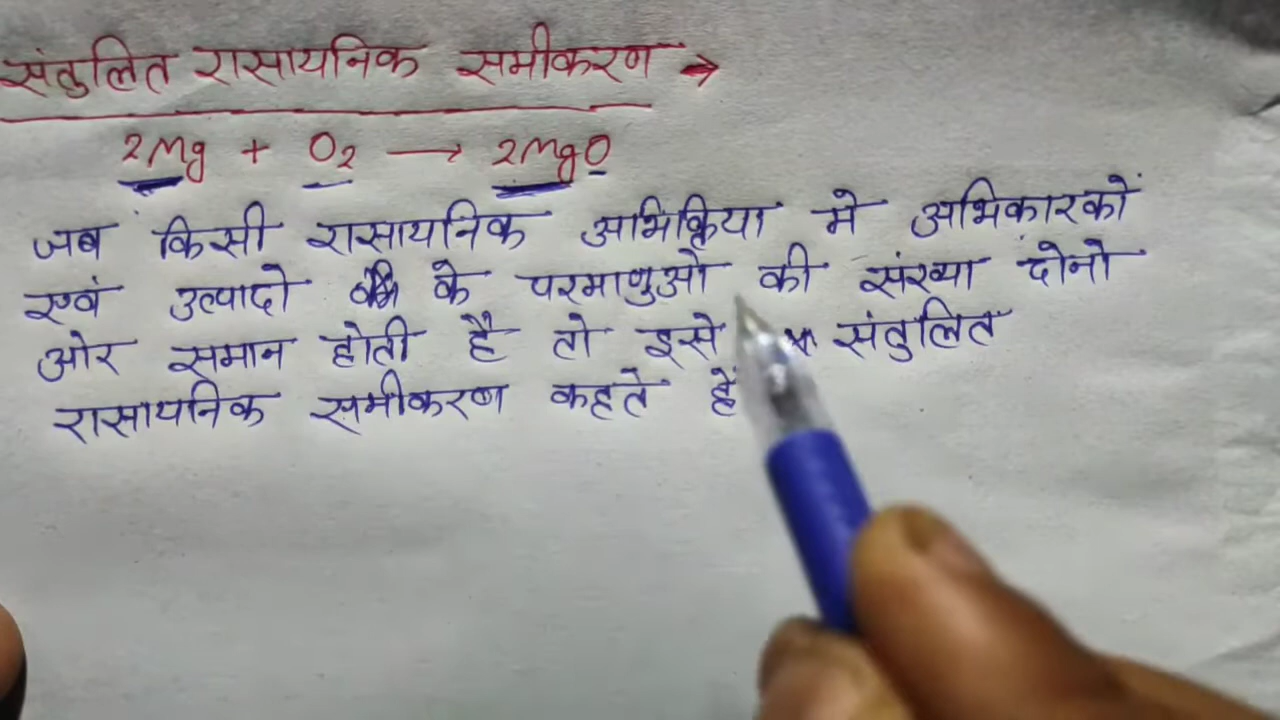 संतुलित रासायनिक समीकरण →
2Mg + O₂ → 2MgO
जब किसी रासायनिक अभिक्रिया मे अभिकारकों
एवं उत्पादो के परमाणुओ की संख्या दोनो
ओर समान होती है तो इसे संतुलित
रासायनिक समीकरण कहते हैं